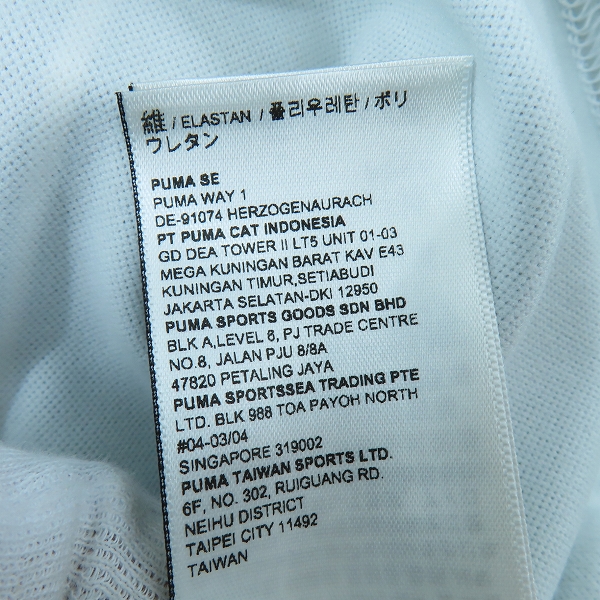 維 / ELASTAN / 폴리우레탄 / ポリ
ウレタン
PUMA SE
PUMA WAY 1
DE-91074 HERZOGENAURACH
PT PUMA CAT INDONESIA
GD DEA TOWER II LT5 UNIT 01-03
MEGA KUNINGAN BARAT KAV E43
KUNINGAN TIMUR,SETIABUDI
JAKARTA SELATAN-DKI 12950
PUMA SPORTS GOODS SDN BHD
BLK A,LEVEL 6, PJ TRADE CENTRE
NO.8, JALAN PJU 8/8A
47820 PETALING JAYA
PUMA SPORTSSEA TRADING PTE
LTD. BLK 988 TOA PAYOH NORTH
#04-03/04
SINGAPORE 319002
PUMA TAIWAN SPORTS LTD.
6F, NO. 302, RUIGUANG RD.
NEIHU DISTRICT
TAIPEI CITY 11492
TAIWAN